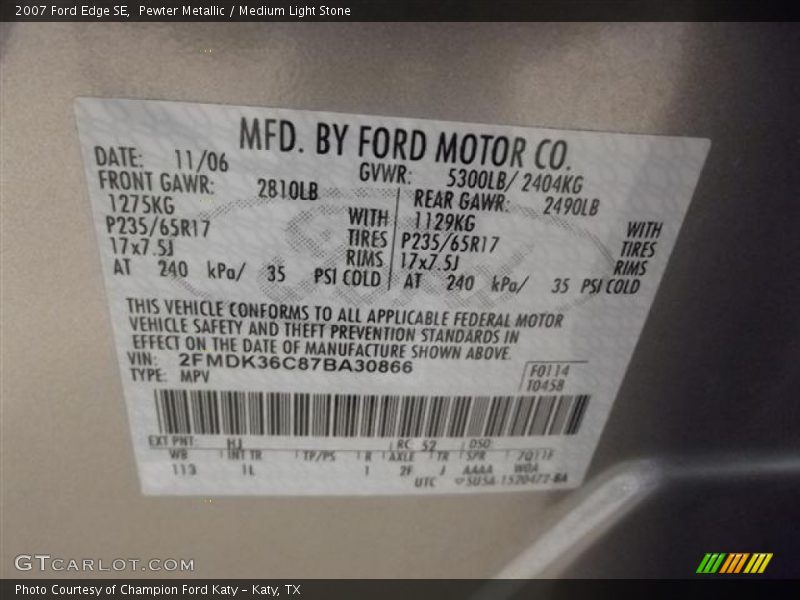 2007 Ford Edge SE, Pewter Metallic / Medium Light Stone
MFD. BY FORD MOTOR CO.
DATE: 11/06 GVWR: 5300LB/ 2404KG
FRONT GAWR: 2810LB REAR GAWR: 2490LB
1275KG WITH 1129KG WITH
P235/65R17 TIRES P235/65R17 TIRES
17x7.5J RIMS 17x7.5J RIMS
AT 240 kPa/ 35 PSI COLD AT 240 kPa/ 35 PSI COLD
THIS VEHICLE CONFORMS TO ALL APPLICABLE FEDERAL MOTOR
VEHICLE SAFETY AND THEFT PREVENTION STANDARDS IN
EFFECT ON THE DATE OF MANUFACTURE SHOWN ABOVE.
VIN: 2FMDK36C87BA30866
TYPE: MPV
F0114
T0458
EXT PNT: HJ RC: 52 DSO:
WB INT TR TP/PS R AXLE TR SPR
113 1L 1 2F J AAAA
UTC
GTCARLOT.COM
Photo Courtesy of Champion Ford Katy - Katy, TX